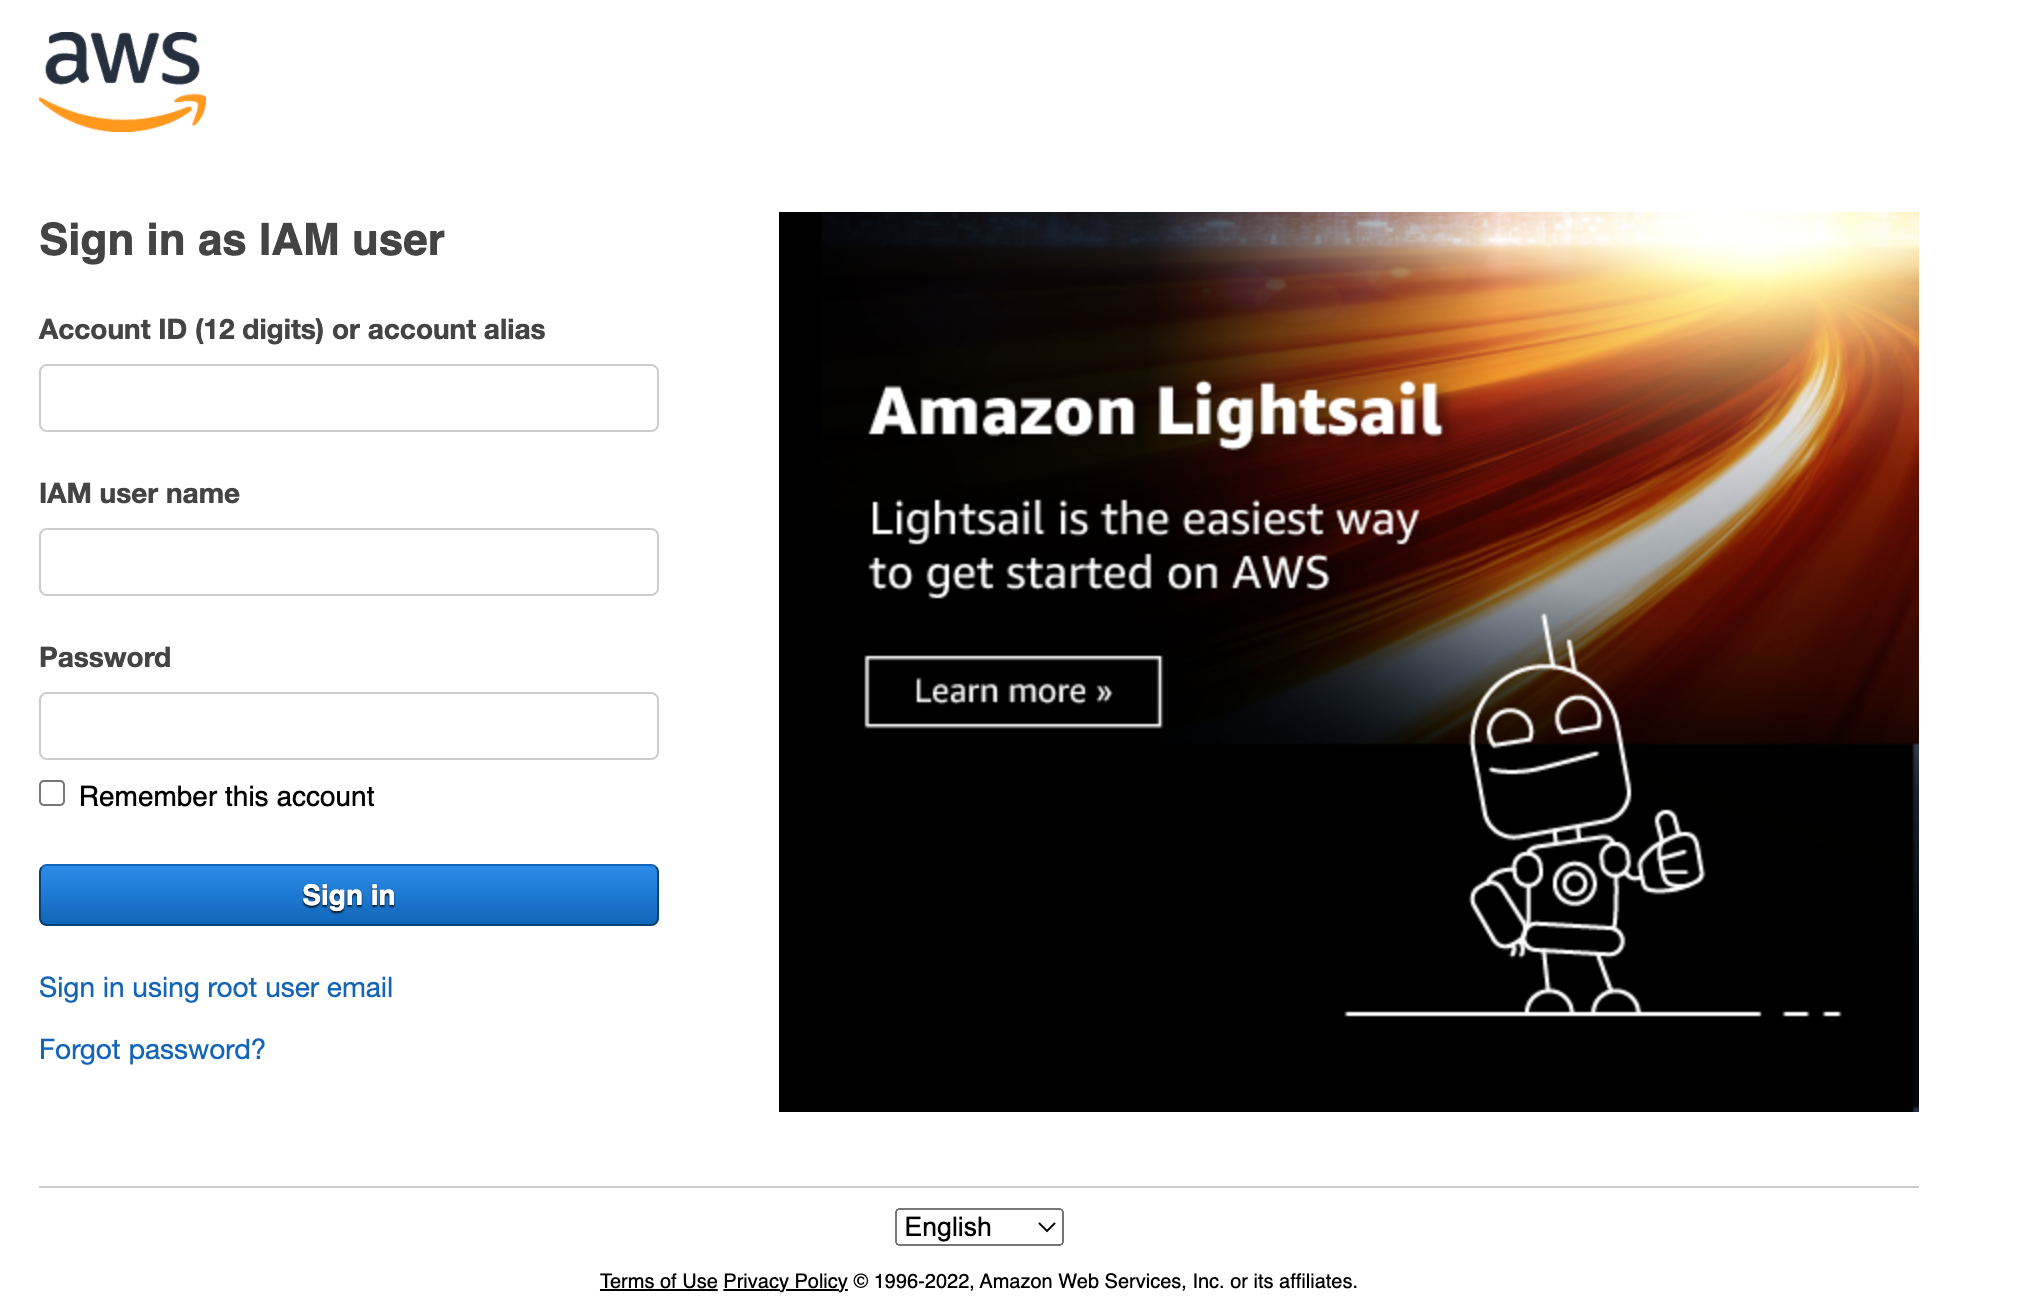 aws
Sign in as IAM user
Account ID (12 digits) or account alias
IAM user name
Password
Remember this account
Sign in
Sign in using root user email
Forgot password?
Amazon Lightsail
Lightsail is the easiest way
to get started on AWS
Learn more »
English
Terms of Use Privacy Policy © 1996-2022, Amazon Web Services, Inc. or its affiliates.